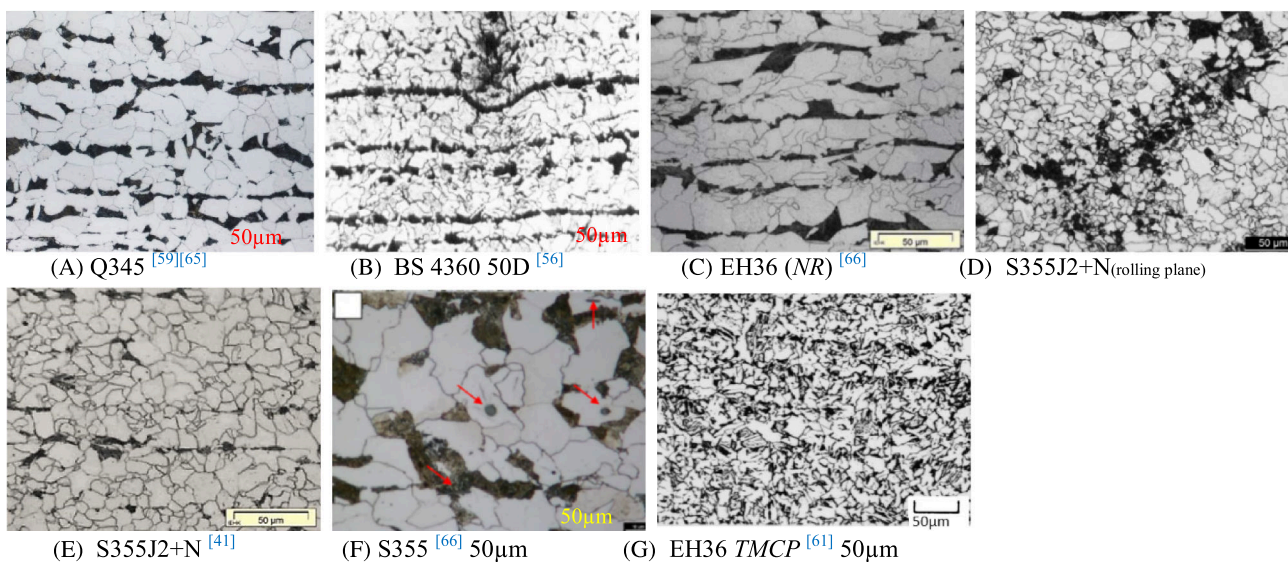 50µm
50µm
50 µm
50 µm
(A) Q345 [59][65]
(B) BS 4360 50D [56]
(C) EH36 (NR) [66]
(D) S355J2+N(rolling plane)
50 µm
50µm
50µm
(E) S355J2+N [41]
(F) S355 [66] 50µm
(G) EH36 TMCP [61] 50µm